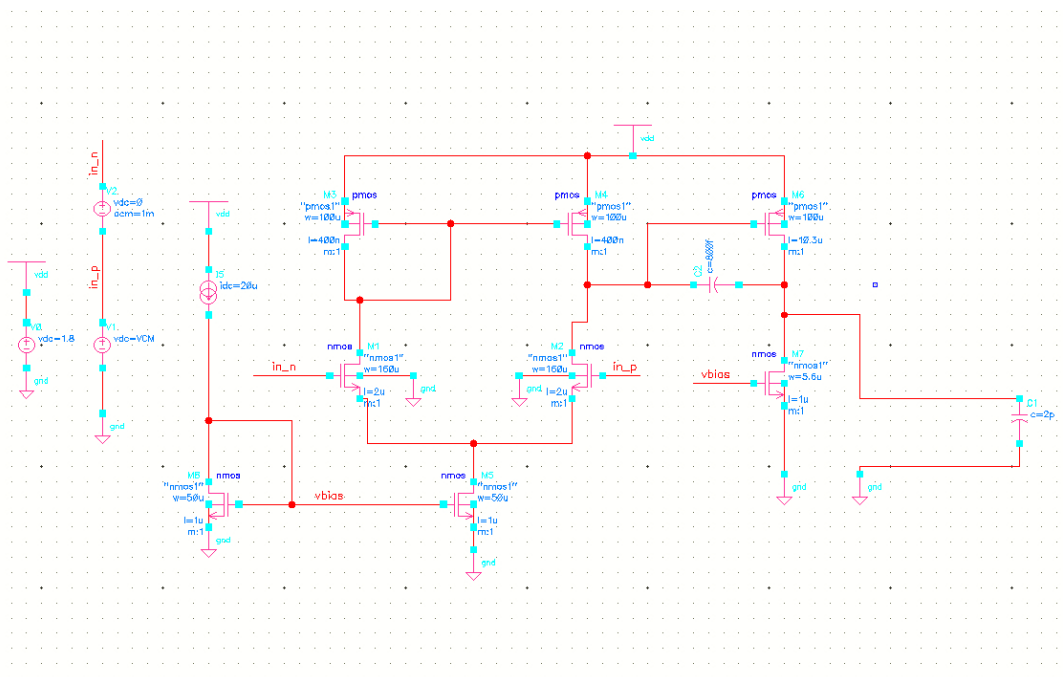 vdd
in_n
V2
vdc=0
acm=1m
vdd
in_p
I5
idc=20u
vdd
V0
vdc=1.8
gnd
V1
vdc=VCM
gnd
M3
pmos
"pmos1"
w=100u
l=400n
m:1
M4
pmos
"pmos1"
w=100u
l=400n
m:1
M6
pmos
"pmos1"
w=100u
l=10.3u
m:1
C2
c=800f
in_n
nmos
M1
"nmos1"
w=160u
l=2u
m:1
gnd
M2
nmos
"nmos1"
w=160u
l=2u
m:1
gnd
in_p
vbias
nmos
M7
"nmos1"
w=5.6u
l=1u
m:1
gnd
C1
c=2p
gnd
M8
nmos
"nmos1"
w=50u
l=1u
m:1
gnd
vbias
nmos
M5
"nmos1"
w=50u
l=1u
m:1
gnd